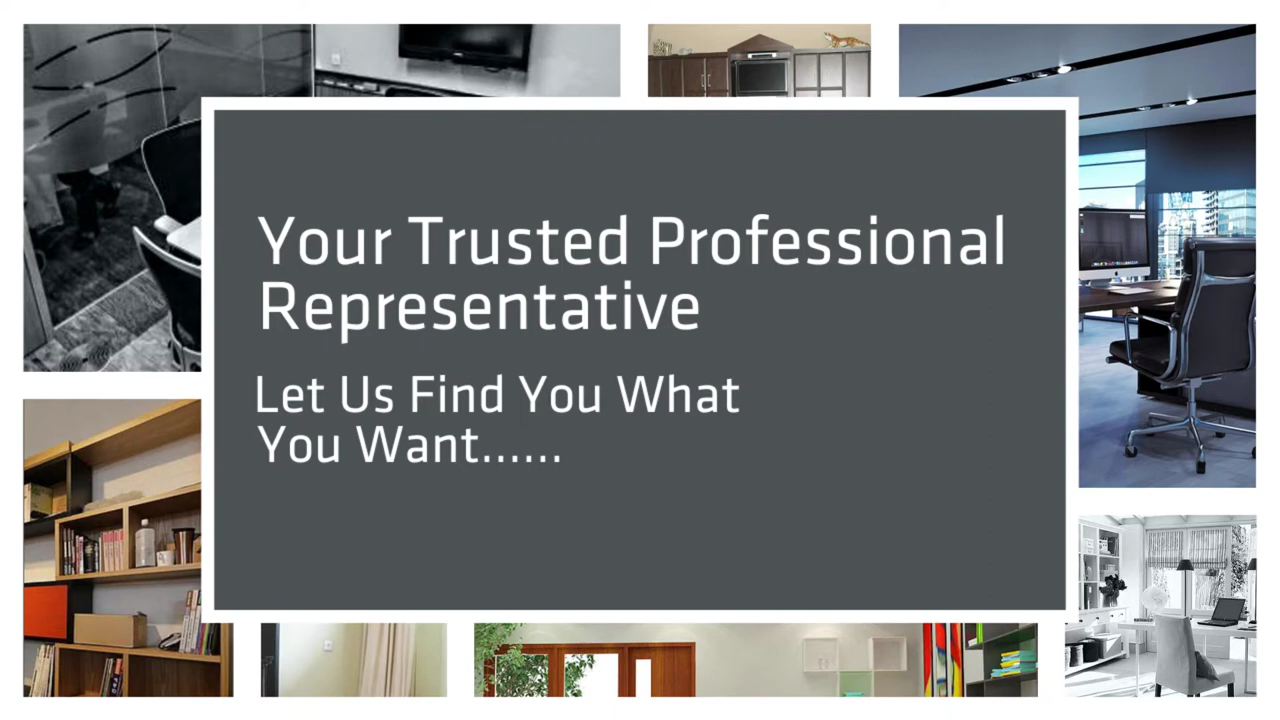 Your Trusted Professional
Representative
Let Us Find You What
You Want......